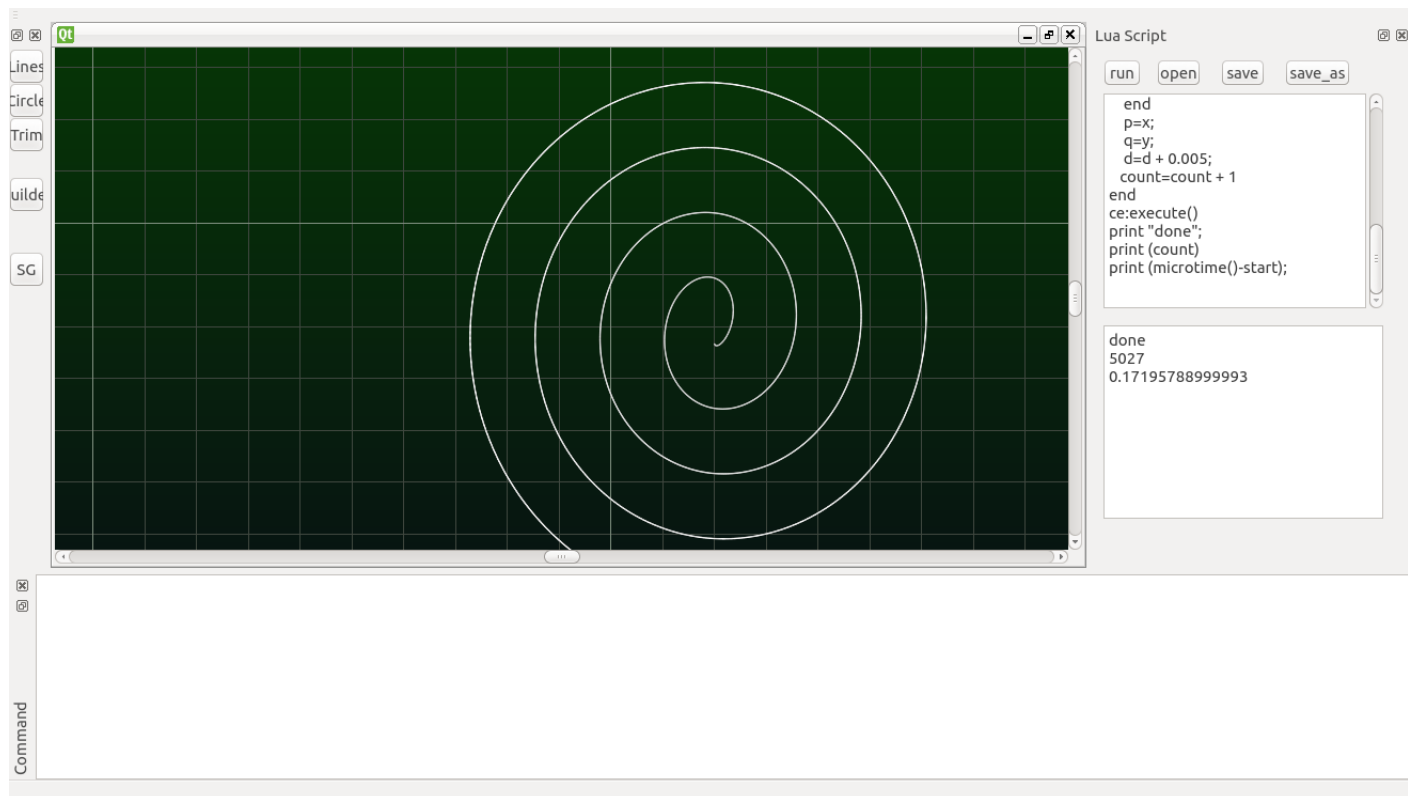 Qt
Lua Script
Lines
Circle
Trim
uilde
SG
run open save save_as
end
p=x;
q=y;
d=d + 0.005;
count=count + 1
end
ce:execute()
print "done";
print (count)
print (microtime()-start);
done
5027
0.17195788999993
Command